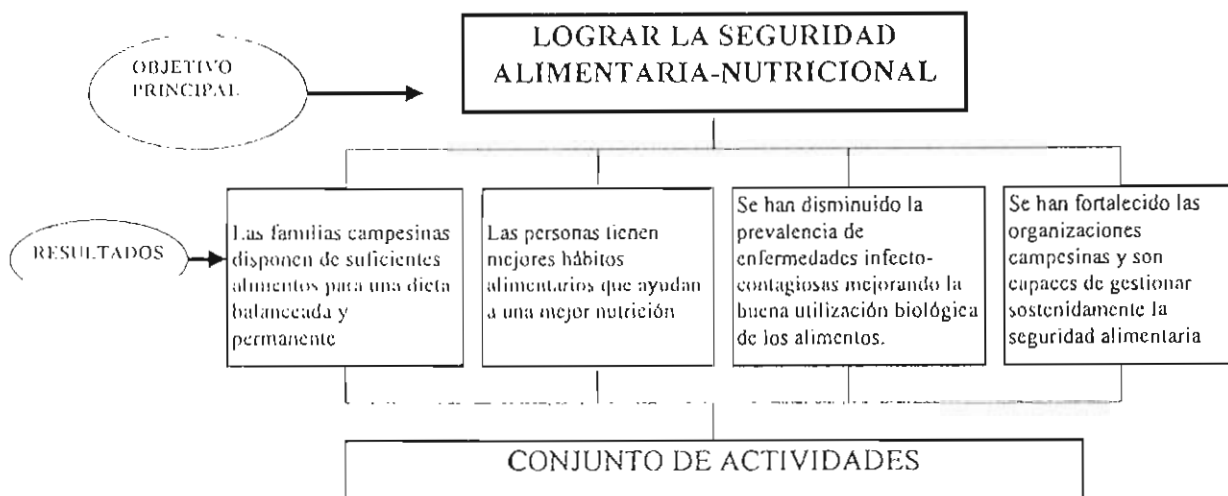 LOGRAR LA SEGURIDAD
ALIMENTARIA-NUTRICIONAL
OBJETIVO
PRINCIPAL
RESULTADOS
Las familias campesinas
disponen de suficientes
alimentos para una dieta
balanceada y
permanente
Las personas tienen
mejores hábitos
alimentarios que ayudan
a una mejor nutrición
Se han disminuido la
prevalencia de
enfermedades infecto-
contagiosas mejorando la
buena utilización biológica
de los alimentos.
Se han fortalecido las
organizaciones
campesinas y son
capaces de gestionar
sostenidamente la
seguridad alimentaria
CONJUNTO DE ACTIVIDADES